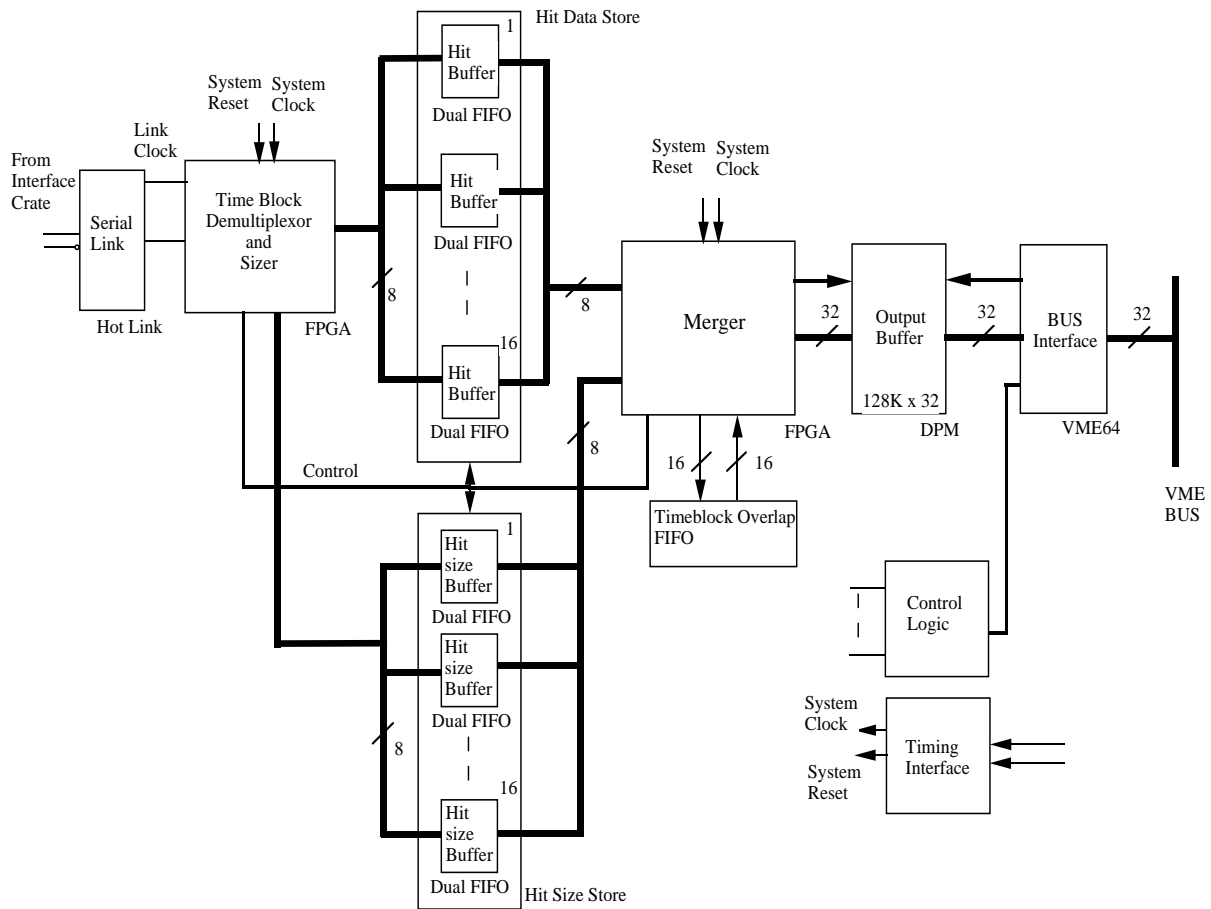 Hit Data Store
1
Hit
Buffer
Dual FIFO
System
Reset
System
Clock
Link
Clock
From
Interface
Crate
Serial
Link
Hot Link
Time Block
Demultiplexor
and
Sizer
FPGA
Hit
Buffer
Dual FIFO
8
16
Hit
Buffer
Dual FIFO
8
System
Reset
System
Clock
Merger
FPGA
32
Output
Buffer
128K x 32
DPM
32
BUS
Interface
VME64
32
VME
BUS
8
Control
16
16
Timeblock Overlap
FIFO
1
Hit
size
Buffer
Dual FIFO
Hit
size
Buffer
Dual FIFO
8
16
Hit
size
Buffer
Dual FIFO
Hit Size Store
Control
Logic
System
Clock
System
Reset
Timing
Interface